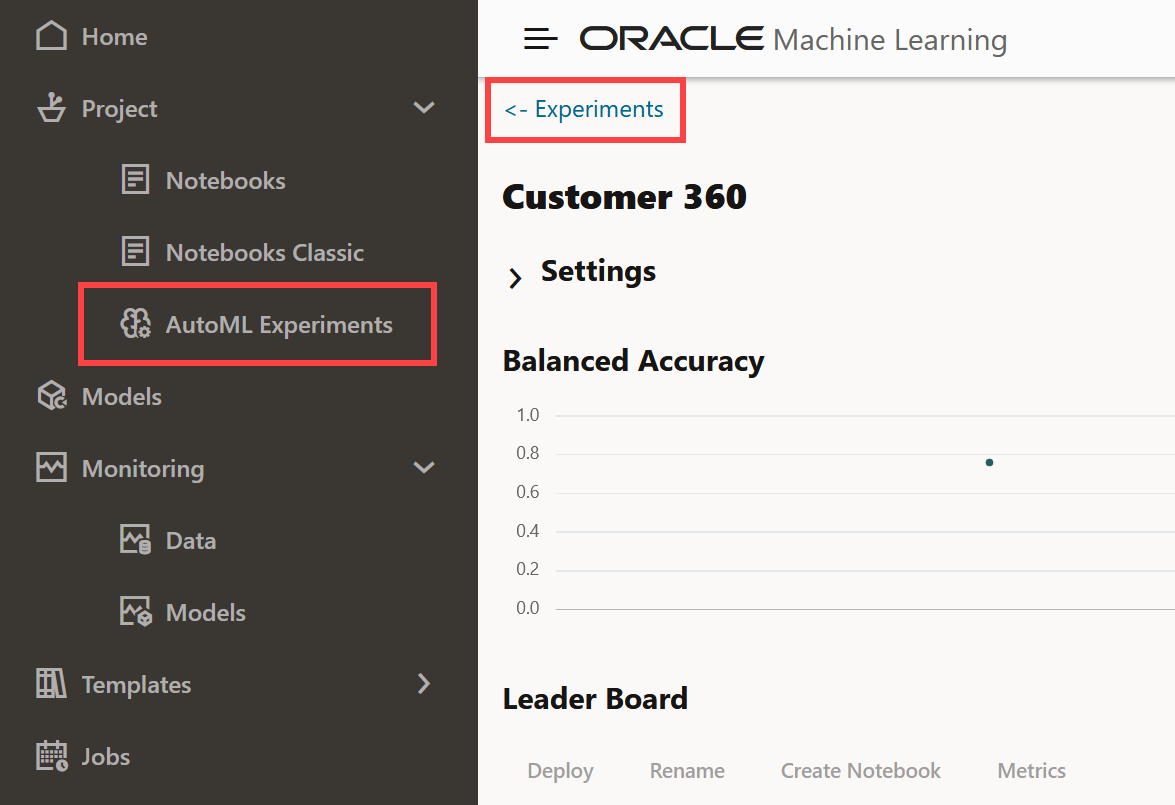 Home
Project
Notebooks
Notebooks Classic
AutoML Experiments
Models
Monitoring
Data
Models
Templates
Jobs
ORACLE Machine Learning
<- Experiments
Customer 360
Settings
Balanced Accuracy
1.0
0.8
0.6
0.4
0.2
0.0
Leader Board
Deploy Rename Create Notebook Metrics